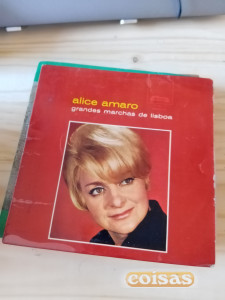 alice amaro
grandes marchas de lisboa
coisas